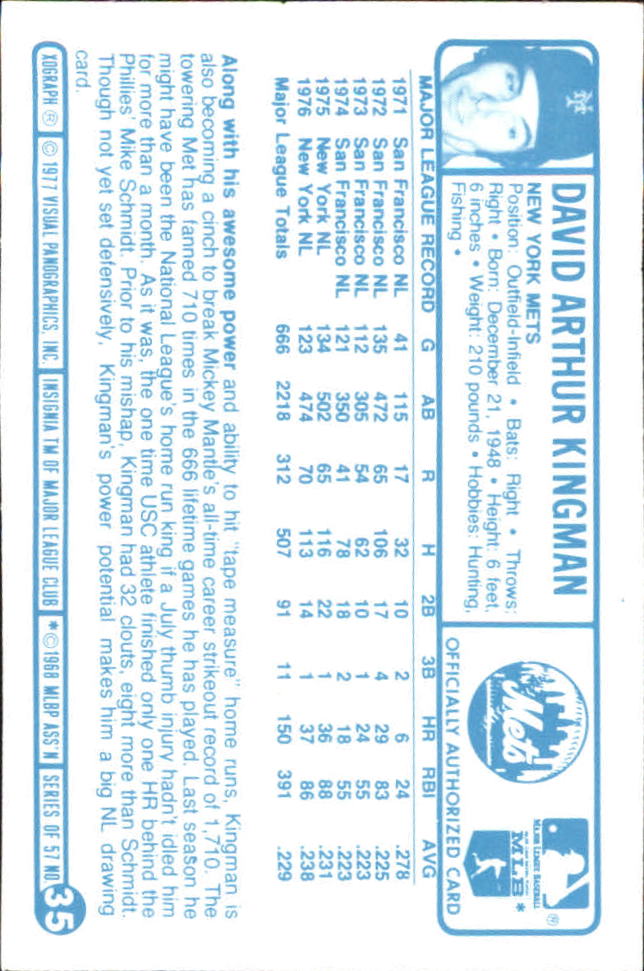 DAVID ARTHUR KINGMAN
NEW YORK METS
Position: Outfield-Infield • Bats: Right • Throws:
Right • Born: December 21, 1948 • Height: 6 feet,
6 inches • Weight: 210 pounds • Hobbies: Hunting,
Fishing •
Mets
MAJOR LEAGUE BASEBALL
®
MLB *
OFFICIALLY AUTHORIZED CARD
MAJOR LEAGUE RECORD G AB R H 2B 3B HR RBI AVG
1971 San Francisco NL 41 115 17 32 10 2 6 24 .278
1972 San Francisco NL 135 472 65 106 17 4 29 83 .225
1973 San Francisco NL 112 305 54 62 10 1 24 55 .223
1974 San Francisco NL 121 350 41 78 18 2 18 55 .223
1975 New York NL 134 502 65 116 22 1 36 88 .231
1976 New York NL 123 474 70 113 14 1 37 86 .238
Major League Totals 666 2218 312 507 91 11 150 391 .229
Along with his awesome power and ability to hit "tape measure" home runs, Kingman is
also becoming a cinch to break Mickey Mantle's all-time career strikeout record of 1,710. The
towering Met has fanned 710 times in the 666 lifetime games he has played. Last season he
might have been the National League's home run king if a July thumb injury hadn't idled him
for more than a month. As it was, the one time USC athlete finished only one HR behind the
Phillies' Mike Schmidt. Prior to his mishap, Kingman had 32 clouts, eight more than Schmidt.
Though not yet set defensively, Kingman's power potential makes him a big NL drawing
card.
XOGRAPH ® © 1977 VISUAL PANOGRAPHICS, INC. INSIGNIA TM OF MAJOR LEAGUE CLUB * © 1968 MLBP ASS'N SERIES OF 57 NO. 35